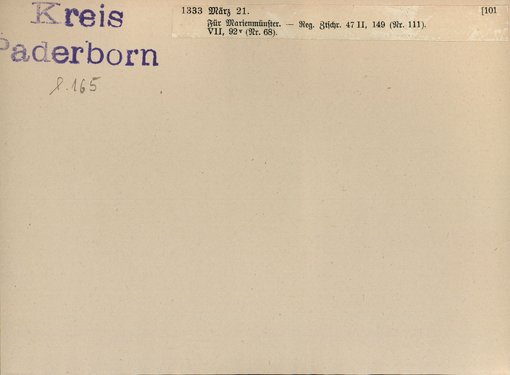 Kreis
Paderborn
S. 165
1333 März 21. [101
Für Marienmünster. — Reg. Ztschr. 47 II, 149 (Nr. 111).
VII, 92v (Nr. 68).